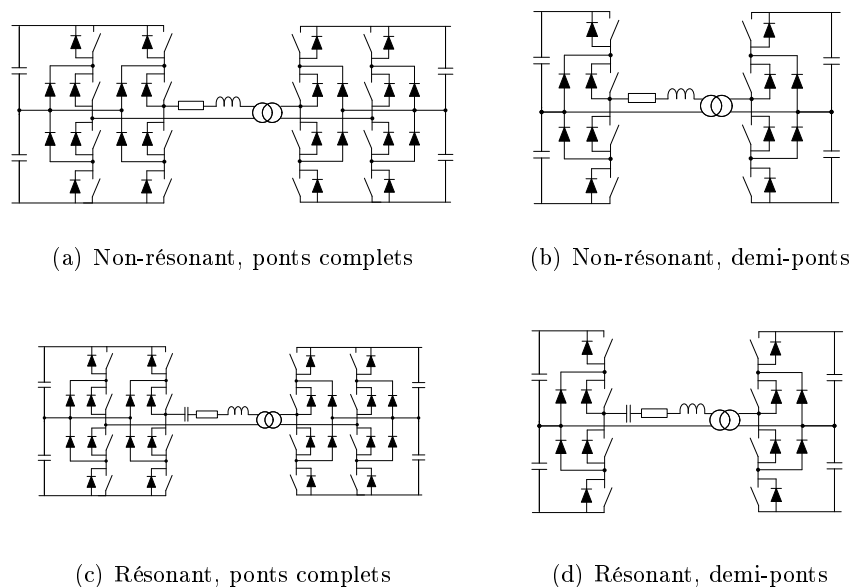 (a) Non-résonant, ponts complets
(b) Non-résonant, demi-ponts
(c) Résonant, ponts complets
(d) Résonant, demi-ponts